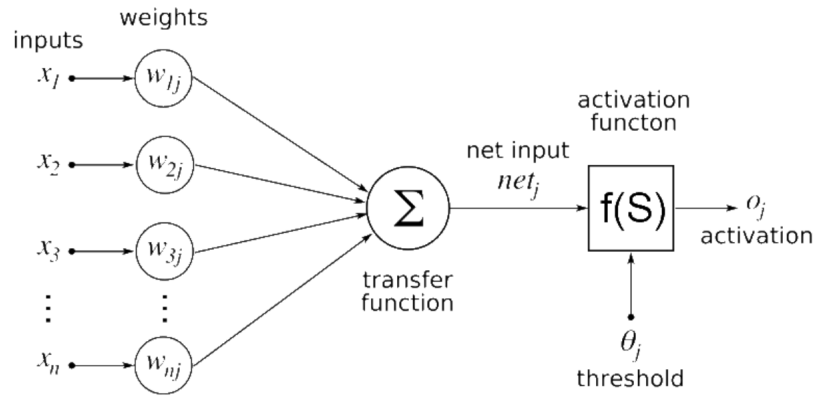 inputs
weights
x1
w1j
x2
w2j
x3
w3j
⋮ ⋮
xn
wnj
Σ
transfer
function
net input
netj
activation
functon
f(S)
oj
activation
θj
threshold